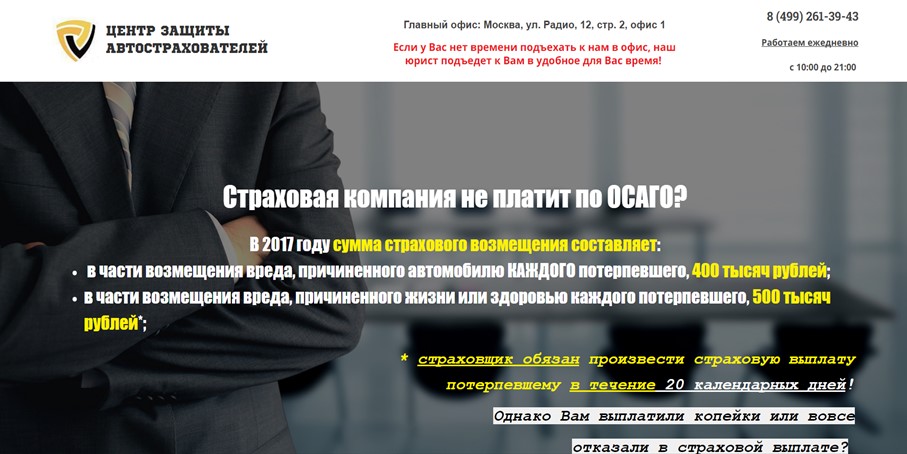 ЦЕНТР ЗАЩИТЫ
АВТОСТРАХОВАТЕЛЕЙ
Главный офис: Москва, ул. Радио, 12, стр. 2, офис 1
Если у Вас нет времени подъехать к нам в офис, наш
юрист подъедет к Вам в удобное для Вас время!
8 (499) 261-39-43
Работаем ежедневно
с 10:00 до 21:00
Страховая компания не платит по ОСАГО?
В 2017 году сумма страхового возмещения составляет:
• в части возмещения вреда, причиненного автомобилю КАЖДОГО потерпевшего, 400 тысяч рублей;
• в части возмещения вреда, причиненного жизни или здоровью каждого потерпевшего, 500 тысяч
рублей*;
* страховщик обязан произвести страховую выплату
потерпевшему в течение 20 календарных дней!
Однако Вам выплатили копейки или вовсе
отказали в страховой выплате?